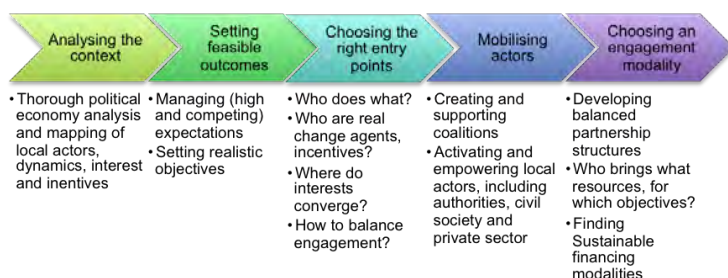 Analysing the
context
Setting
feasible
outcomes
Choosing the
right entry
points
Mobilising
actors
Choosing an
engagement
modality
•Thorough political
economy analysis
and mapping of
local actors,
dynamics, interest
and inentives
•Managing (high
and competing)
expectations
•Setting realistic
objectives
•Who does what?
•Who are real
change agents,
incentives?
•Where do
interests
converge?
•How to balance
engagement?
•Creating and
supporting
coalitions
•Activating and
empowering local
actors, including
authorities, civil
society and
private sector
•Developing
balanced
partnership
structures
•Who brings what
resources, for
which objectives?
•Finding
Sustainable
financing
modalities